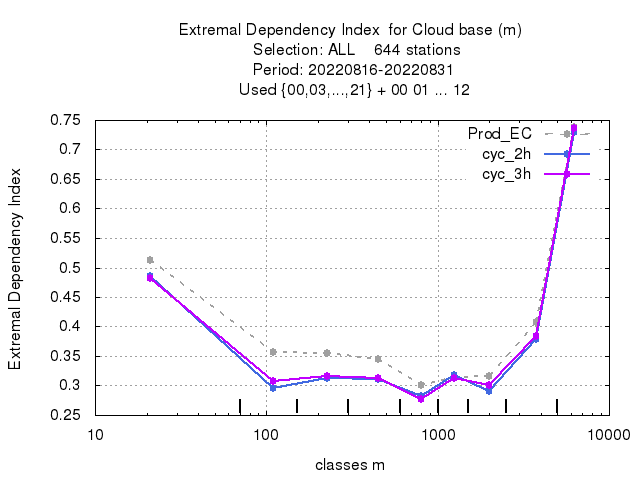 Extremal Dependency Index  for Cloud base (m)
Selection: ALL    644 stations
Period: 20220816-20220831
Used {00,03,...,21} + 00 01 ... 12
Extremal Dependency Index
0.75
0.7
0.65
0.6
0.55
0.5
0.45
0.4
0.35
0.3
0.25
Prod_EC
cyc_2h
cyc_3h
10
100
1000
10000
classes m